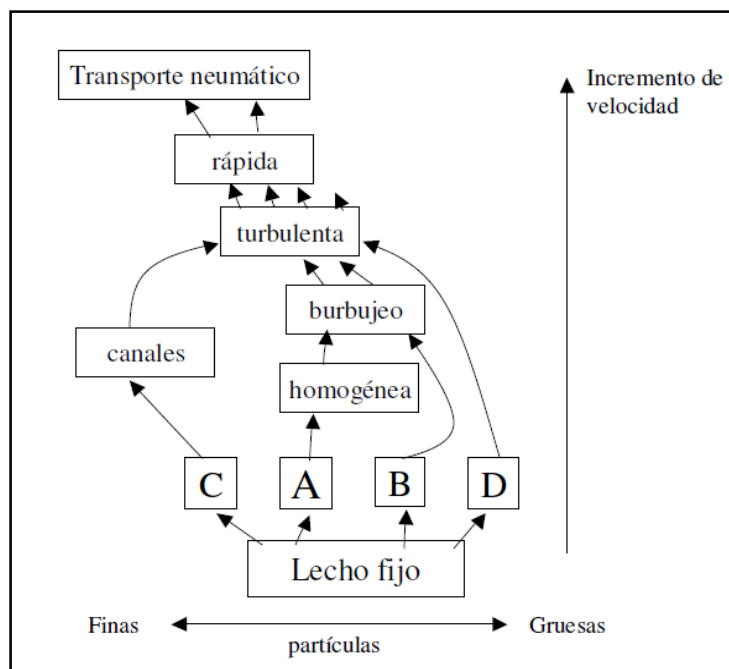 Transporte neumático
Incremento de
velocidad
rápida
turbulenta
burbujeo
canales
homogénea
C
A
B
D
Lecho fijo
Finas
partículas
Gruesas